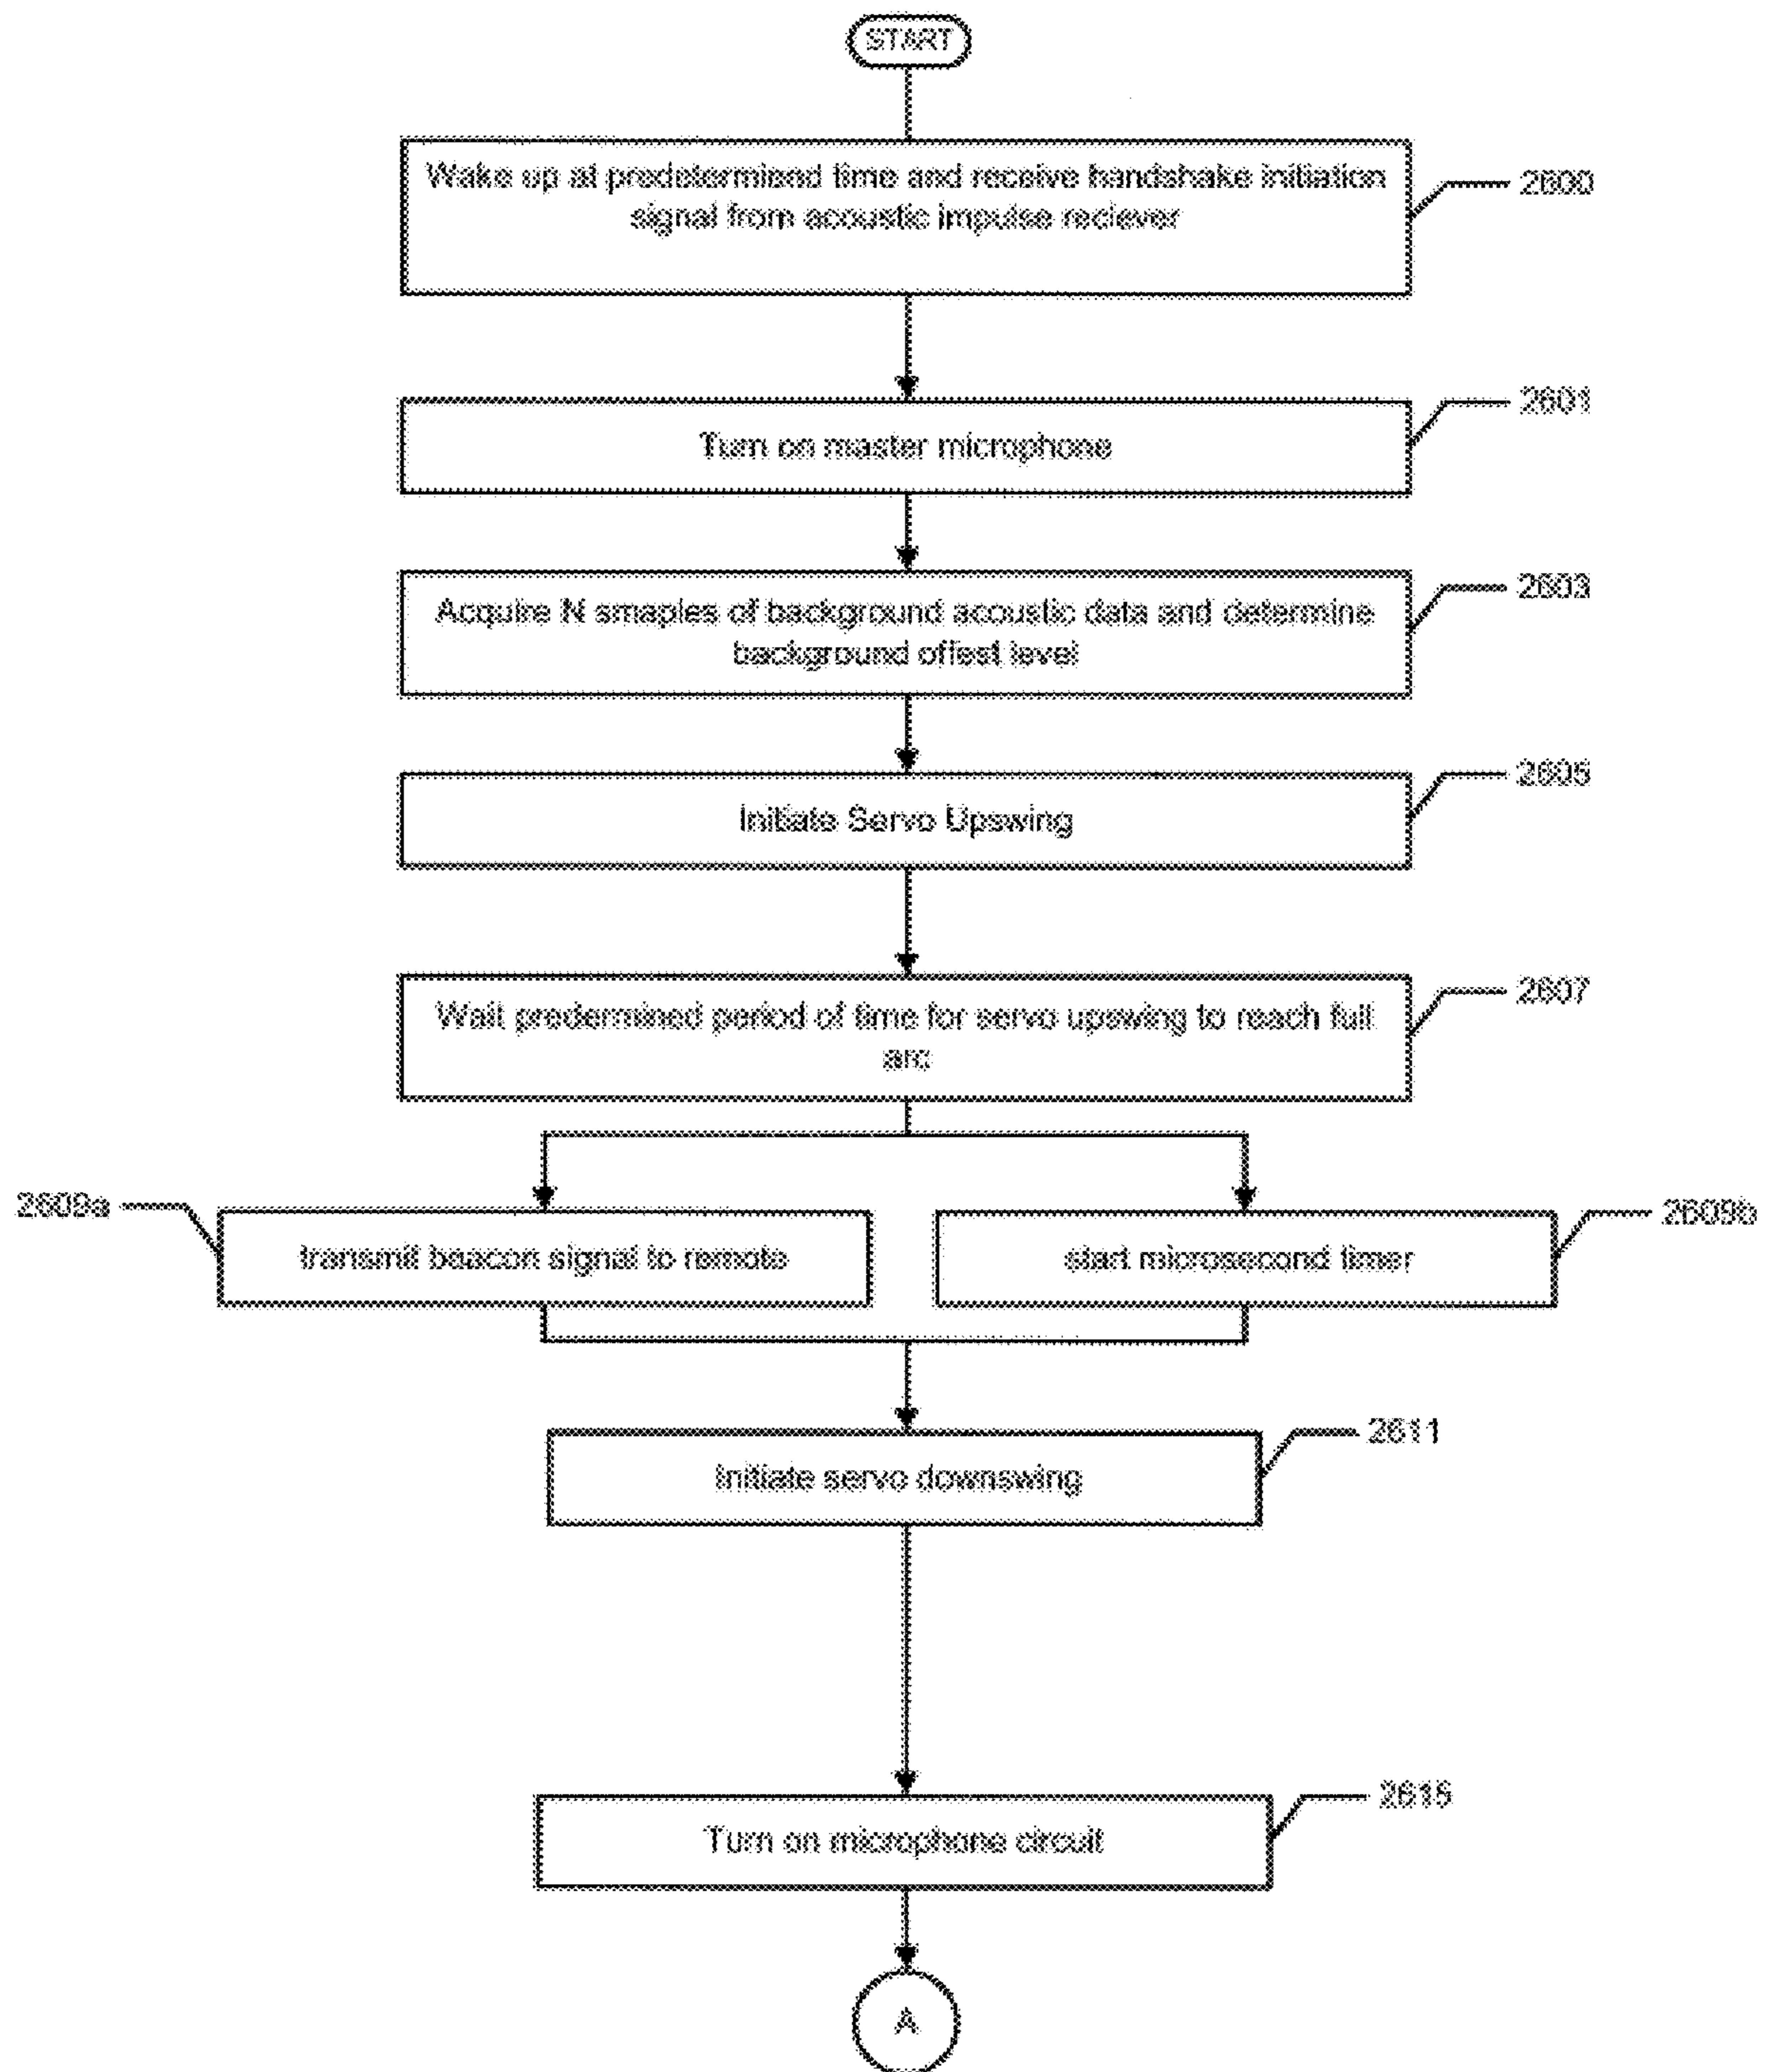 START
Wake up at predetermiend time and receive handshake initiation
signal from acoustic impulse reciever
2600
Turn on master microphone
2601
Acquire N smaples of background acoustic data and determine
background offest level
2603
Initiate Servo Upswing
2605
Wait predermined period of time for servo upswing to reach full
arc
2607
2609a
transmit beacon signal to remote
start microsecond timer
2609b
Initiate servo downswing
2611
Turn on microphone circuit
2615
A